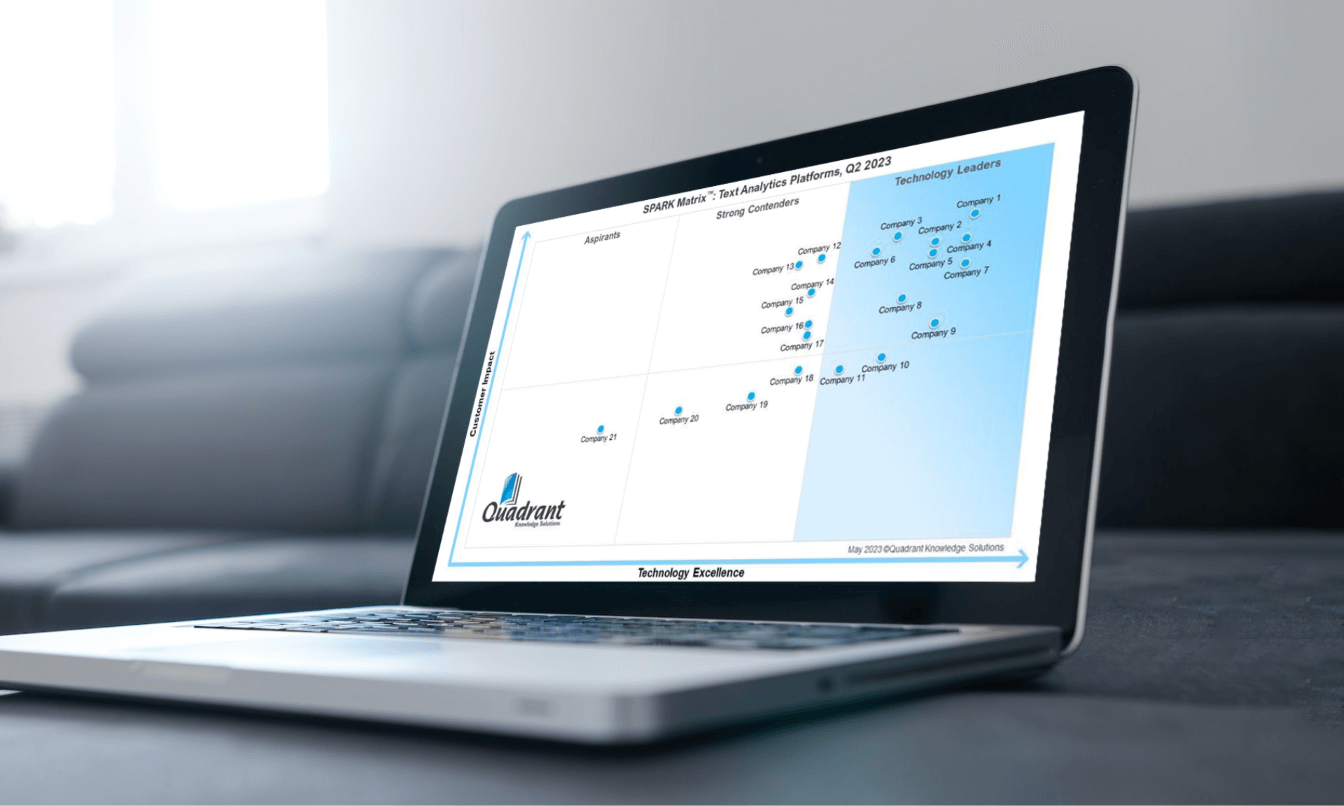 SPARK Matrix™: Text Analytics Platforms, Q2 2023
Aspirants
Strong Contenders
Technology Leaders
Company 1
Company 3
Company 2
Company 4
Company 6
Company 5
Company 7
Company 8
Company 9
Company 10
Company 11
Company 12
Company 13
Company 14
Company 15
Company 16
Company 17
Company 18
Company 19
Company 20
Company 21
Customer Impact
Quadrant
Knowledge Solutions
May 2023 ©Quadrant Knowledge Solutions
Technology Excellence